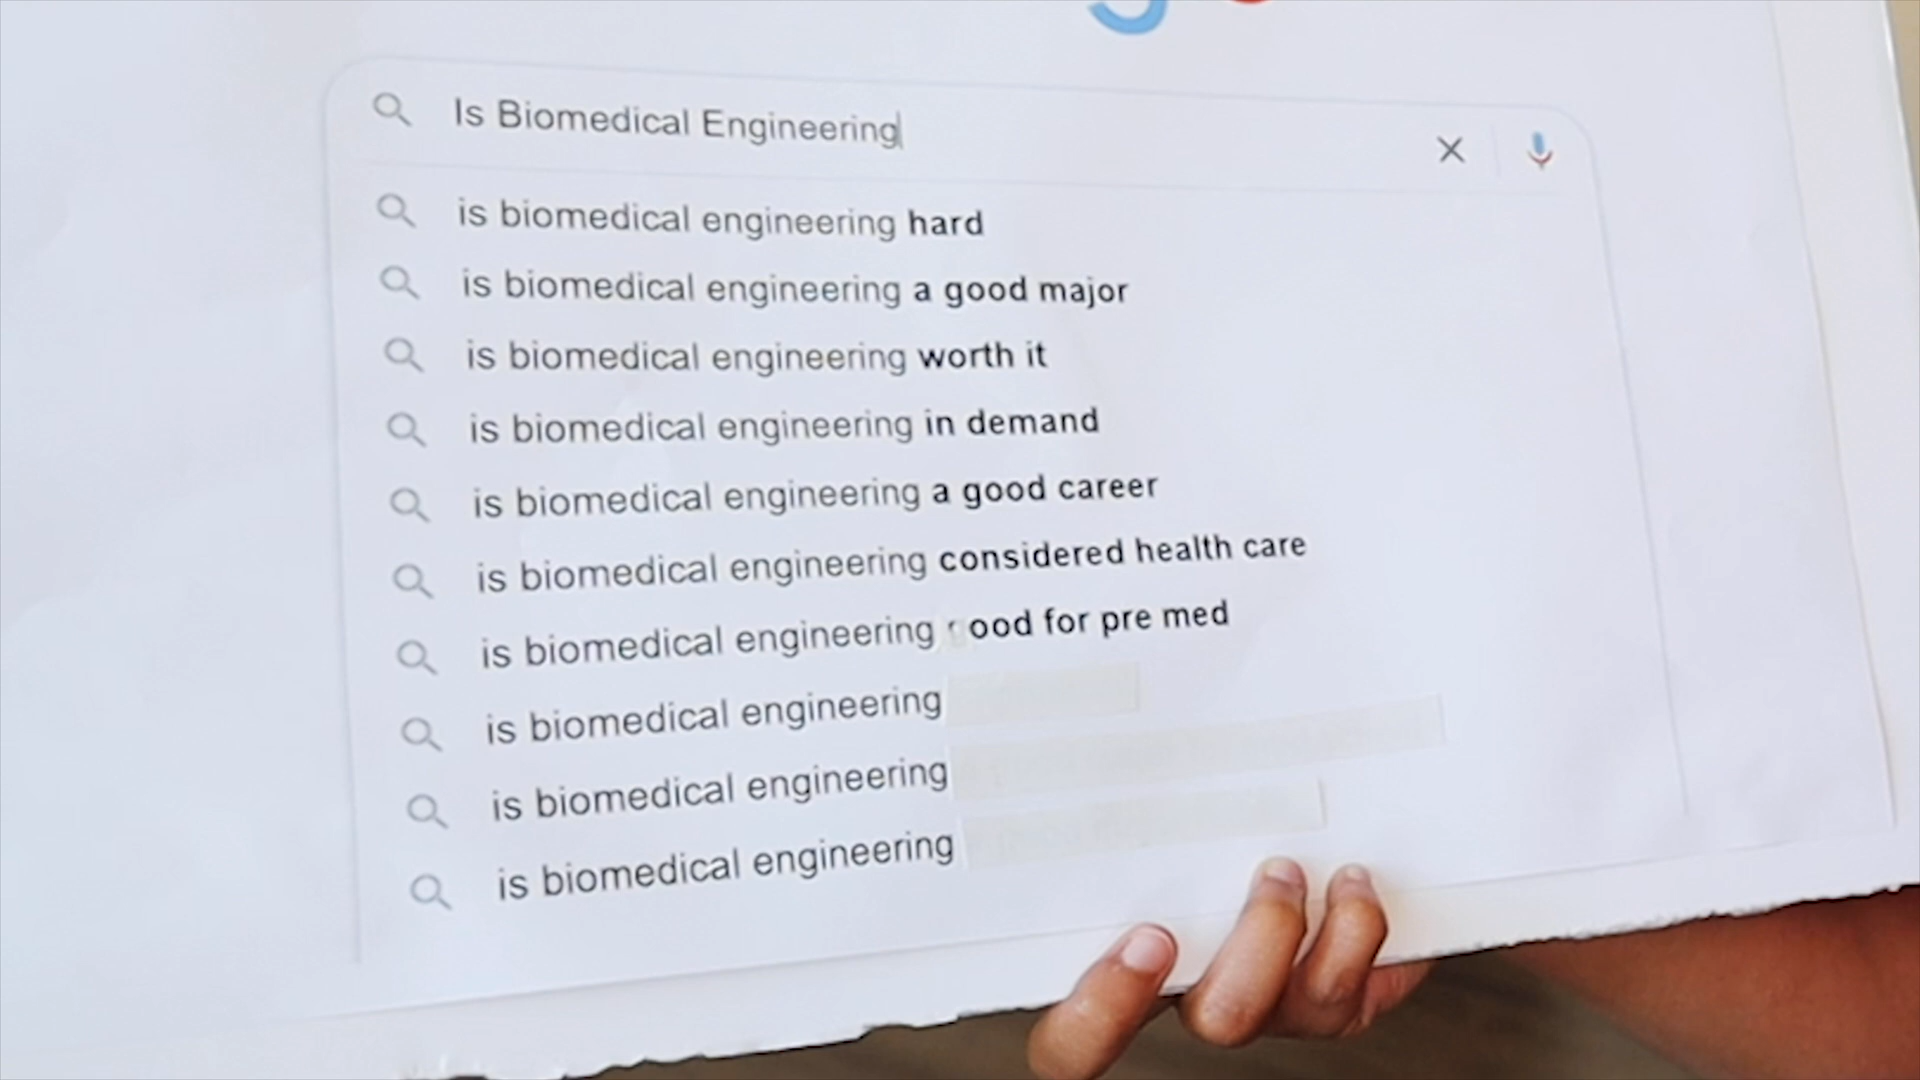 Is Biomedical Engineering
is biomedical engineering hard
is biomedical engineering a good major
is biomedical engineering worth it
is biomedical engineering in demand
is biomedical engineering a good career
is biomedical engineering considered health care
is biomedical engineering ood for pre med
is biomedical engineering
is biomedical engineering
is biomedical engineering